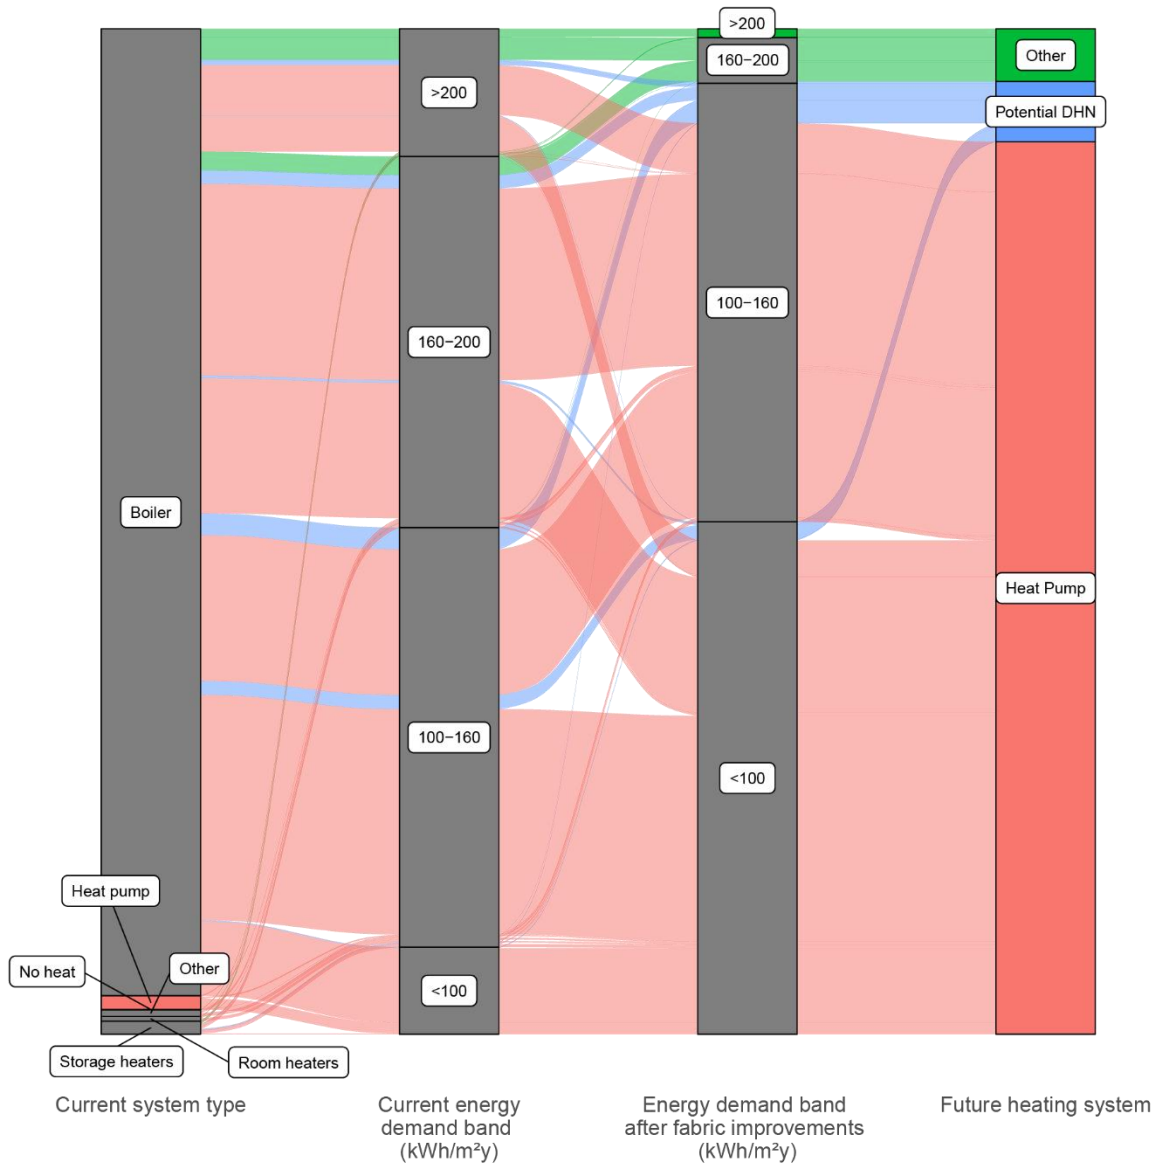 >200
Other
160−200
>200
Potential DHN
100−160
160−200
Boiler
Heat Pump
100−160
<100
Heat pump
Other
No heat
<100
Storage heaters
Room heaters
Current system type
Current energy
demand band
(kWh/m²y)
Energy demand band
after fabric improvements
(kWh/m²y)
Future heating system